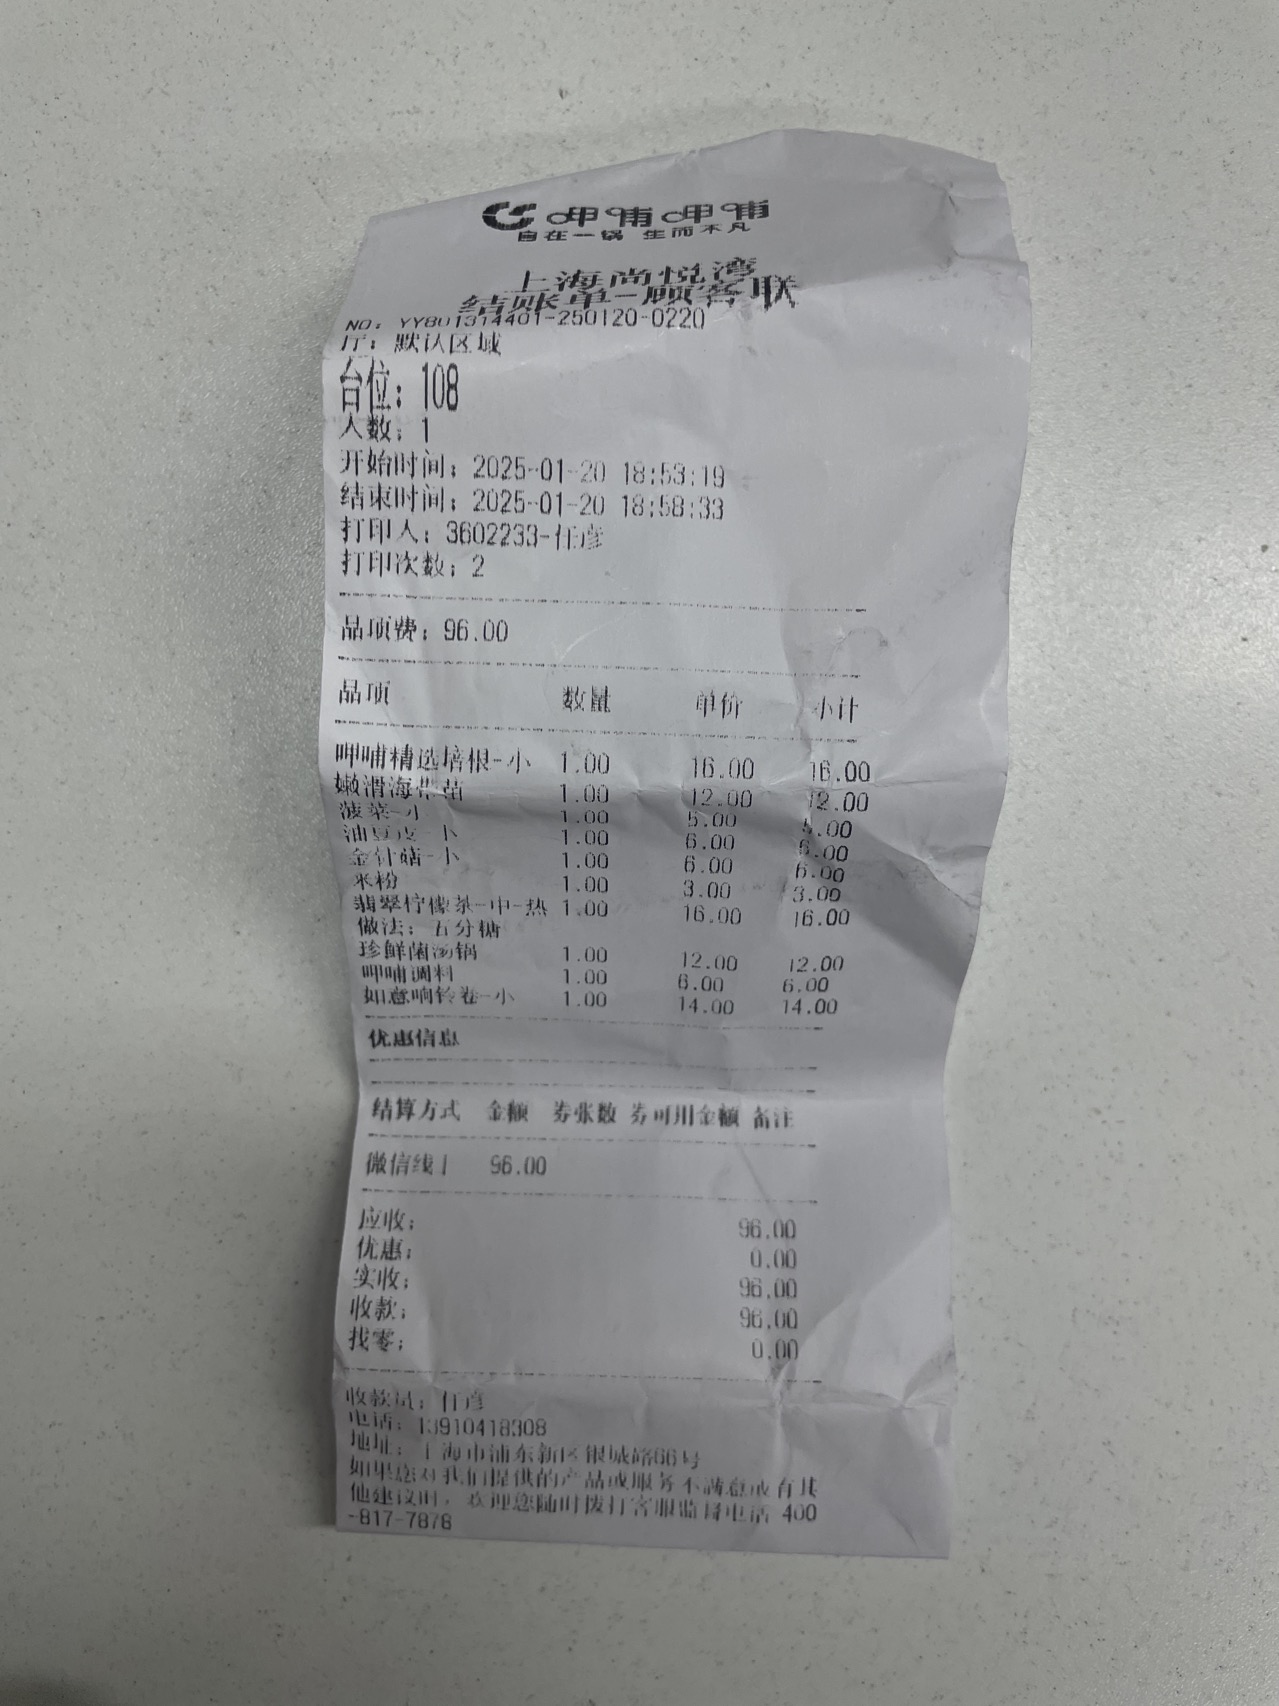 呷哺呷哺
自在一锅 生而不凡
上海尚悦湾
结账单-顾客联
NO: YY801314401-250120-0220
厅: 默认区域
台位: 108
人数: 1
开始时间: 2025-01-20 18:53:19
结束时间: 2025-01-20 18:58:33
打印人: 3602233-任彦
打印次数: 2
品项费: 96.00
品项 数量 单价 小计
呷哺精选培根-小 1.00 16.00 16.00
嫩滑海带苗 1.00 12.00 12.00
菠菜-小 1.00 5.00 5.00
油豆皮-小 1.00 6.00 6.00
金针菇-小 1.00 6.00 6.00
米粉 1.00 3.00 3.00
翡翠柠檬茶-中-热 1.00 16.00 16.00
做法: 五分糖
珍鲜菌汤锅 1.00 12.00 12.00
呷哺调料 1.00 6.00 6.00
如意响铃卷-小 1.00 14.00 14.00
优惠信息
结算方式 金额 券张数 券可用金额 备注
微信线 96.00
应收: 96.00
优惠: 0.00
实收: 96.00
收款: 96.00
找零: 0.00
收款员: 任彦
电话: 13910418308
地址: 上海市浦东新区银城路66号
如果您对我们提供的产品或服务不满意或有其
他建议时, 欢迎您随时拨打客服监督电话 400
-817-7878